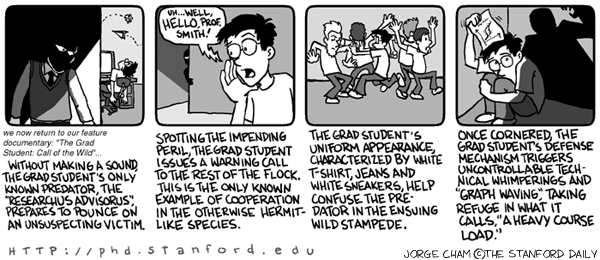 we now return to our feature
documentary: "The Grad
Student: Call of the Wild"...
WITHOUT MAKING A SOUND,
THE GRAD STUDENT'S ONLY
KNOWN PREDATOR, THE
"RESEARCHIUS ADVISORUS",
PREPARES TO POUNCE ON
AN UNSUSPECTING VICTIM.
UH... WELL,
HELLO, PROF.
SMITH!
SPOTTING THE IMPENDING
PERIL, THE GRAD STUDENT
ISSUES A WARNING CALL
TO THE REST OF THE FLOCK.
THIS IS THE ONLY KNOWN
EXAMPLE OF COOPERATION
IN THE OTHERWISE HERMIT-
LIKE SPECIES.
THE GRAD STUDENT'S
UNIFORM APPEARANCE,
CHARACTERIZED BY WHITE
T-SHIRT, JEANS AND
WHITE SNEAKERS, HELP
CONFUSE THE PRE-
DATOR IN THE ENSUING
WILD STAMPEDE.
ONCE CORNERED, THE
GRAD STUDENT'S DEFENSE
MECHANISM TRIGGERS
UNCONTROLLABLE TECH-
NICAL WHIMPERINGS AND
"GRAPH WAVING", TAKING
REFUGE IN WHAT IT
CALLS, "A HEAVY COURSE
LOAD."
HTTP://phd.stanford.edu
JORGE CHAM ©THE STANFORD DAILY